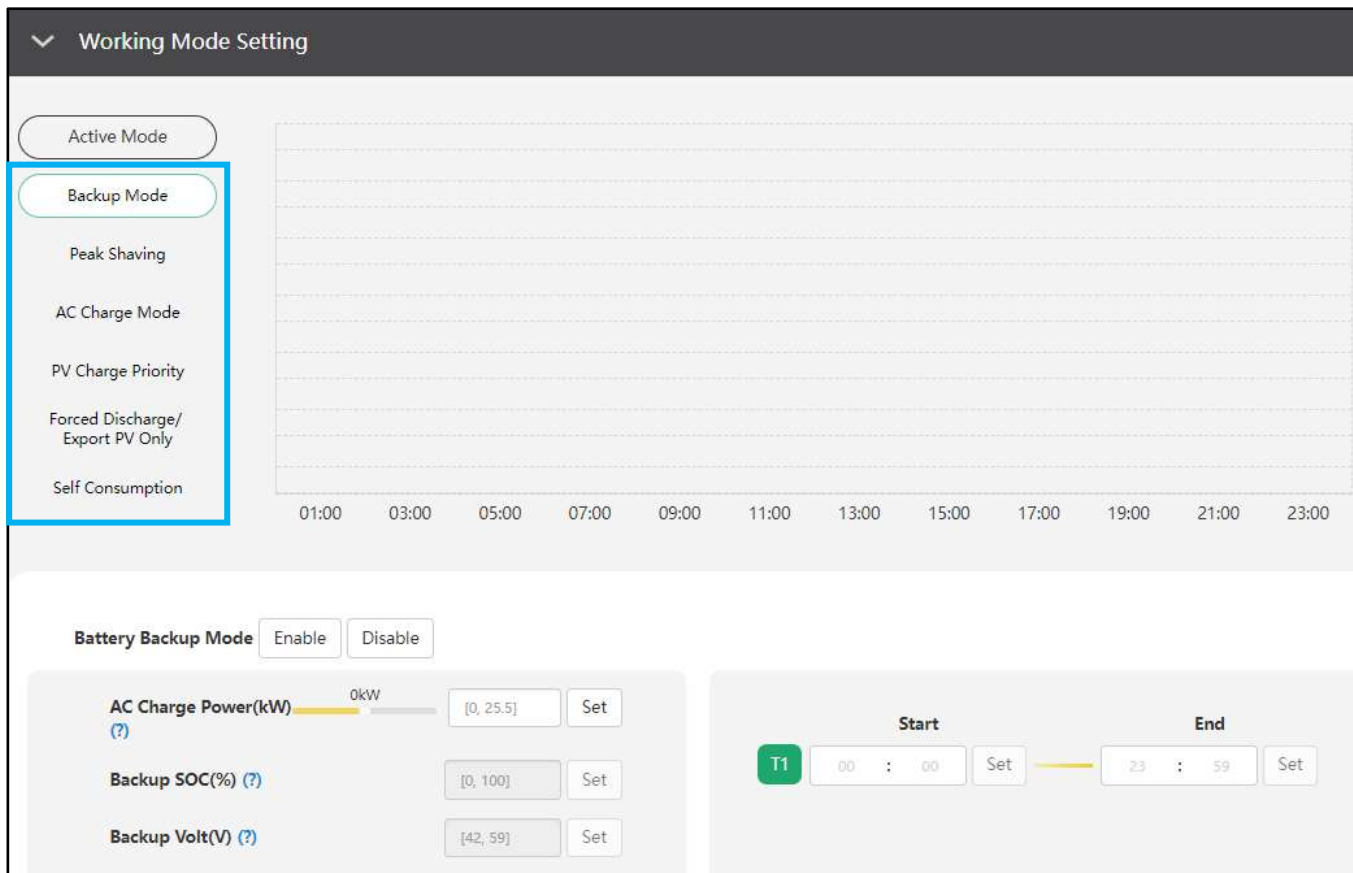 Working Mode Setting
Active Mode
Backup Mode
Peak Shaving
AC Charge Mode
PV Charge Priority
Forced Discharge/
Export PV Only
Self Consumption
01:00 03:00 05:00 07:00 09:00 11:00 13:00 15:00 17:00 19:00 21:00 23:00
Battery Backup Mode Enable Disable
AC Charge Power(kW) 0kW [0, 25.5] Set
(?)
Backup SOC(%) (?) [0, 100] Set
Backup Volt(V) (?) [42, 59] Set
Start End
T1 00 : 00 Set 23 : 59 Set